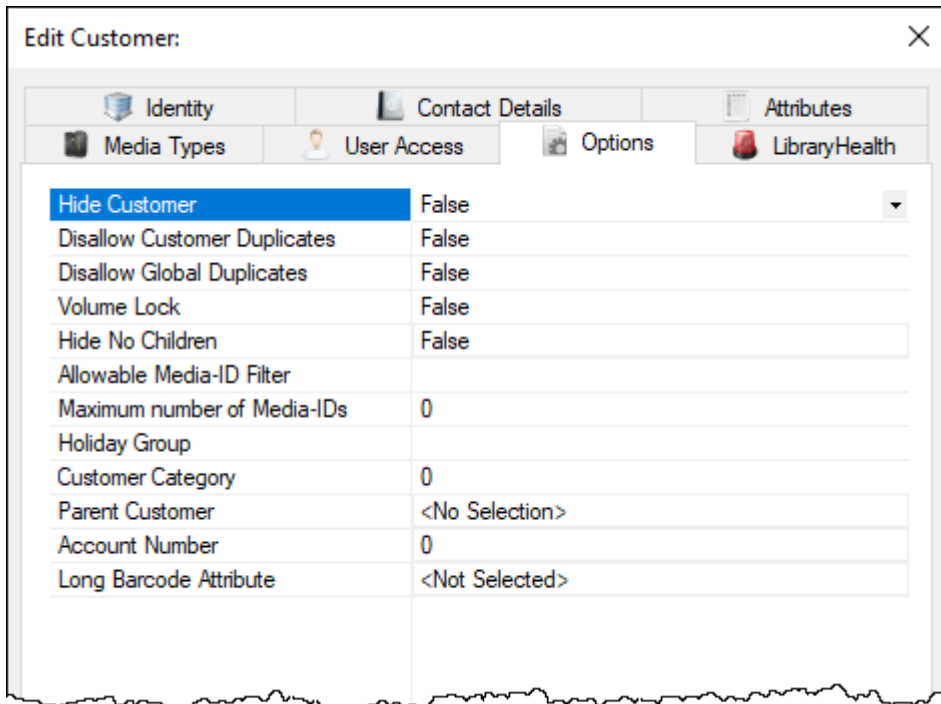 Edit Customer:
Identity Contact Details Attributes
Media Types User Access Options LibraryHealth
Hide Customer False
Disallow Customer Duplicates False
Disallow Global Duplicates False
Volume Lock False
Hide No Children False
Allowable Media-ID Filter
Maximum number of Media-IDs 0
Holiday Group
Customer Category 0
Parent Customer <No Selection>
Account Number 0
Long Barcode Attribute <Not Selected>